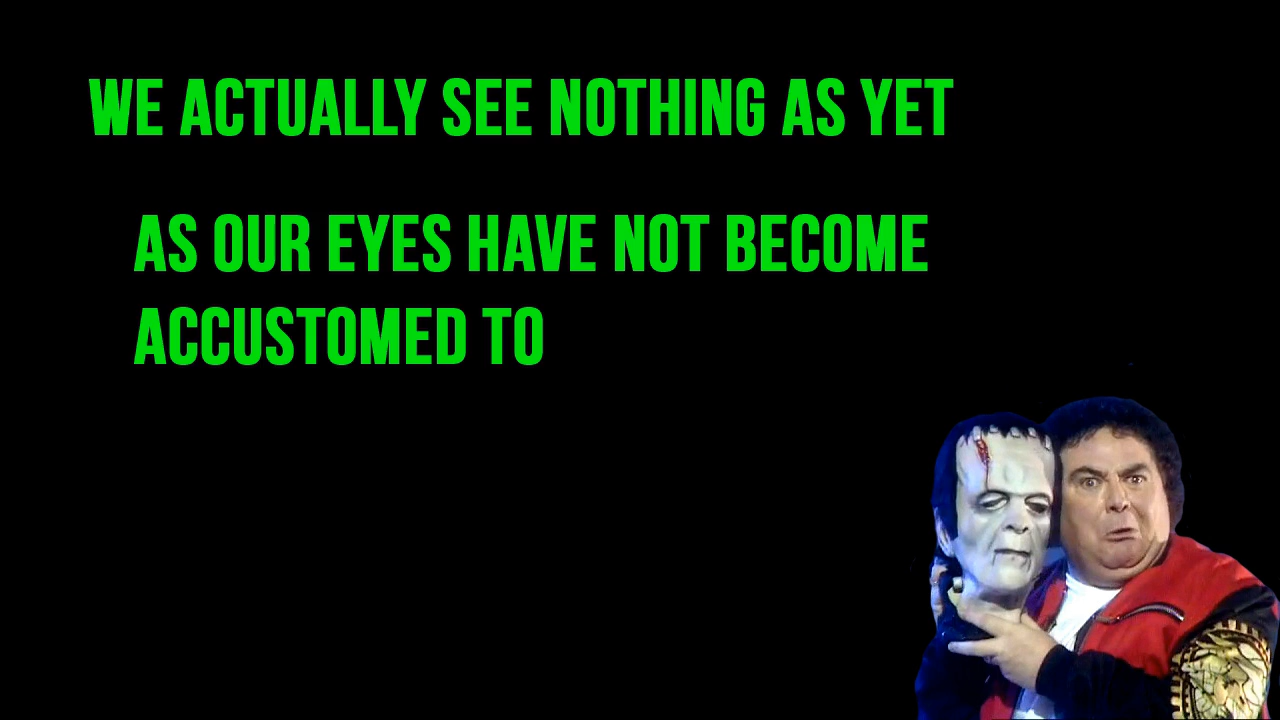 WE ACTUALLY SEE NOTHING AS YET
AS OUR EYES HAVE NOT BECOME
ACCUSTOMED TO